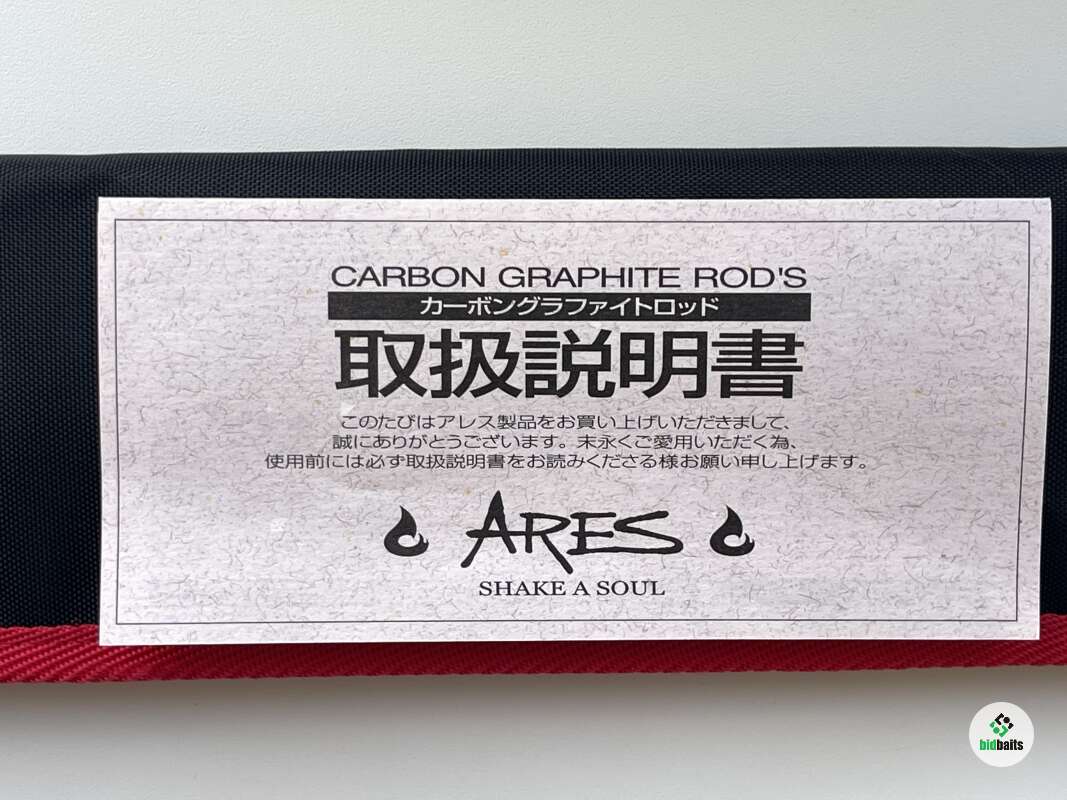 CARBON GRAPHITE ROD'S
カーボングラファイトロッド
取扱説明書
このたびはアレス製品をお買い上げいただきまして、
誠にありがとうございます。末永くご愛用いただく為、
使用前には必ず取扱説明書をお読みくださる様お願い申し上げます。
ARES
SHAKE A SOUL
bidbaits